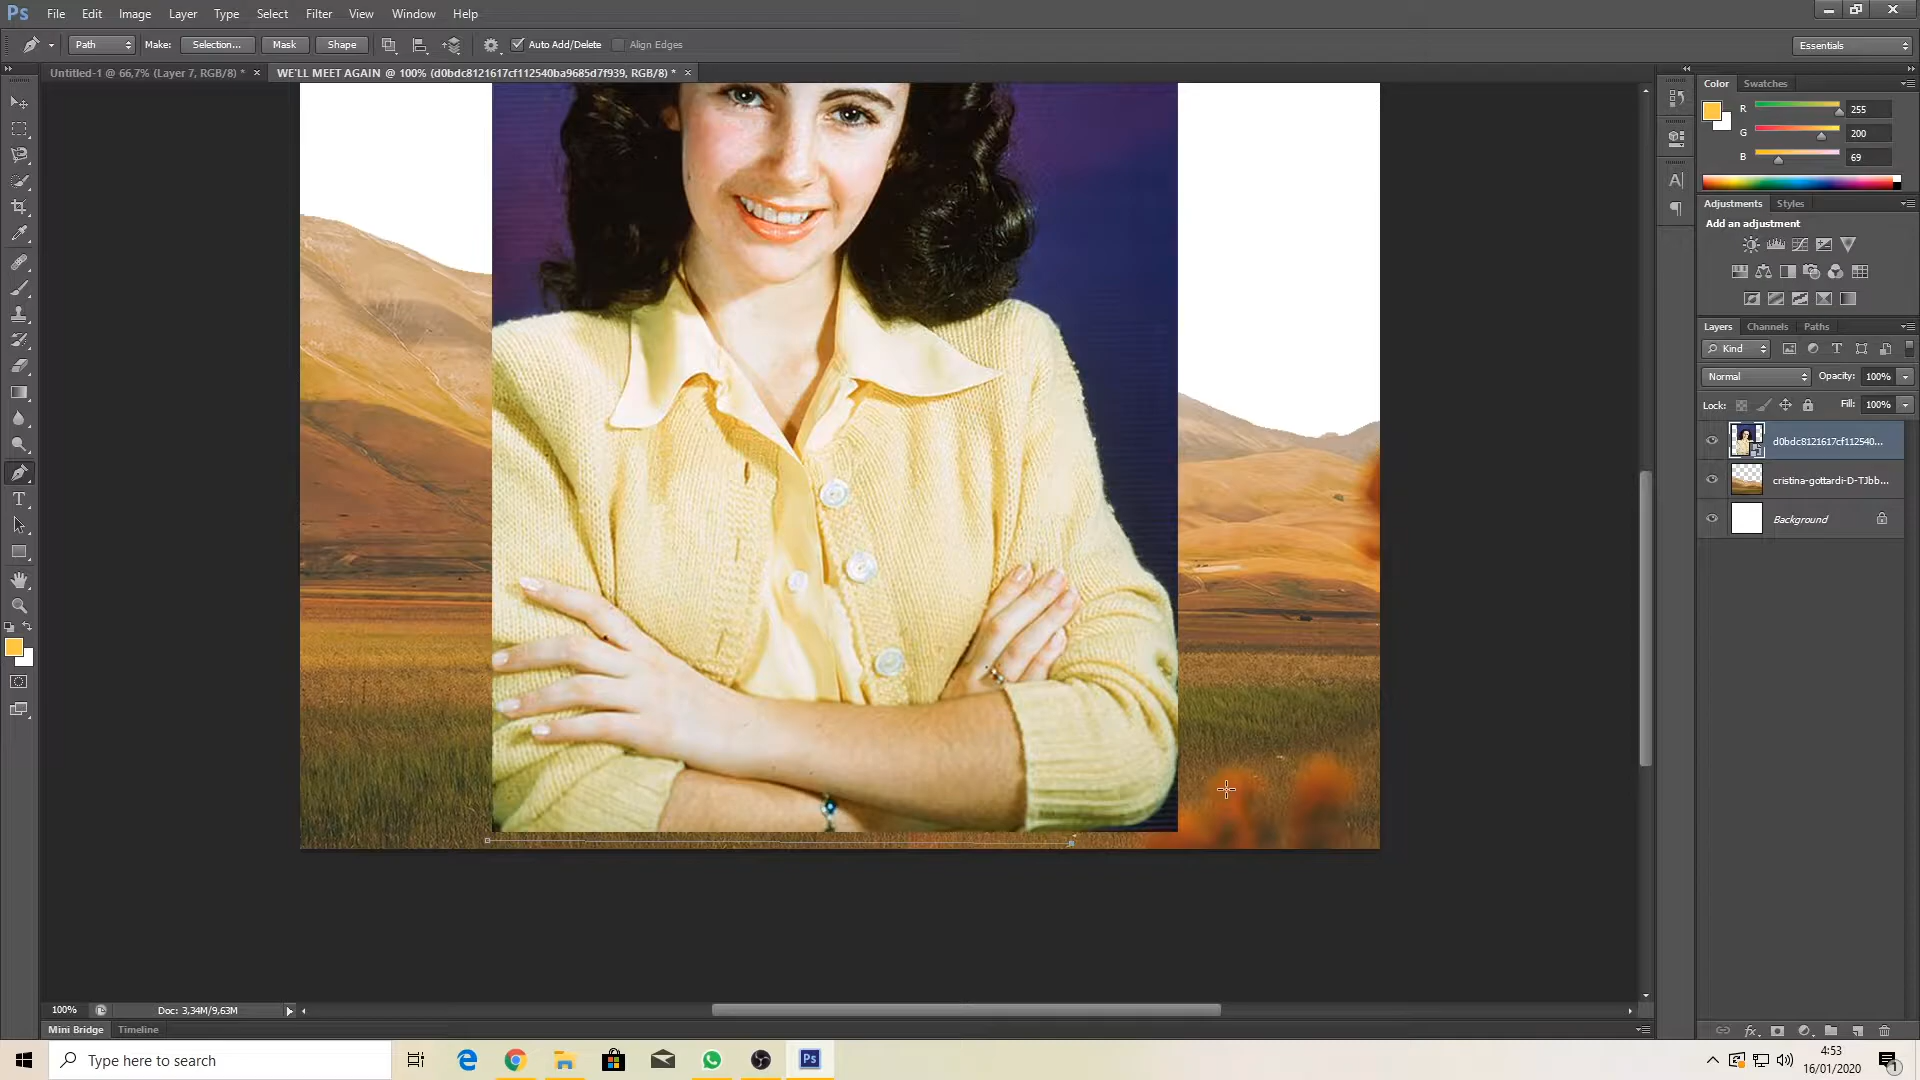 Ps File Edit Image Layer Type Select Filter View Window Help
Path Make: Selection... Mask Shape Auto Add/Delete Align Edges Essentials
Untitled-1 @ 66,7% (Layer 7, RGB/8) * × WE'LL MEET AGAIN @ 100% (d0bdc8121617cf112540ba9685d7f939, RGB/8) * ×
Color Swatches
R 255
G 200
B 69
Adjustments Styles
Add an adjustment
Layers Channels Paths
Kind
Normal Opacity: 100%
Lock: Fill: 100%
d0bdc8121617cf112540...
cristina-gottardi-D-TJbb...
Background
100% Doc: 3,34M/9,63M
Mini Bridge Timeline
Type here to search
Ps
4:53
16/01/2020
1